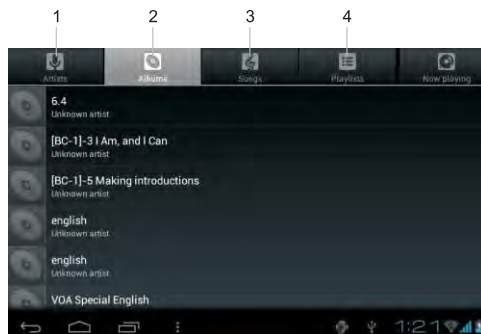 1 2 3 4
Artists Albums Songs Playlists Now playing
6.4
Unknown artist
[BC-1]-3 I Am, and I Can
Unknown artist
[BC-1]-5 Making introductions
Unknown artist
english
Unknown artist
english
Unknown artist
VOA Special English
1:21